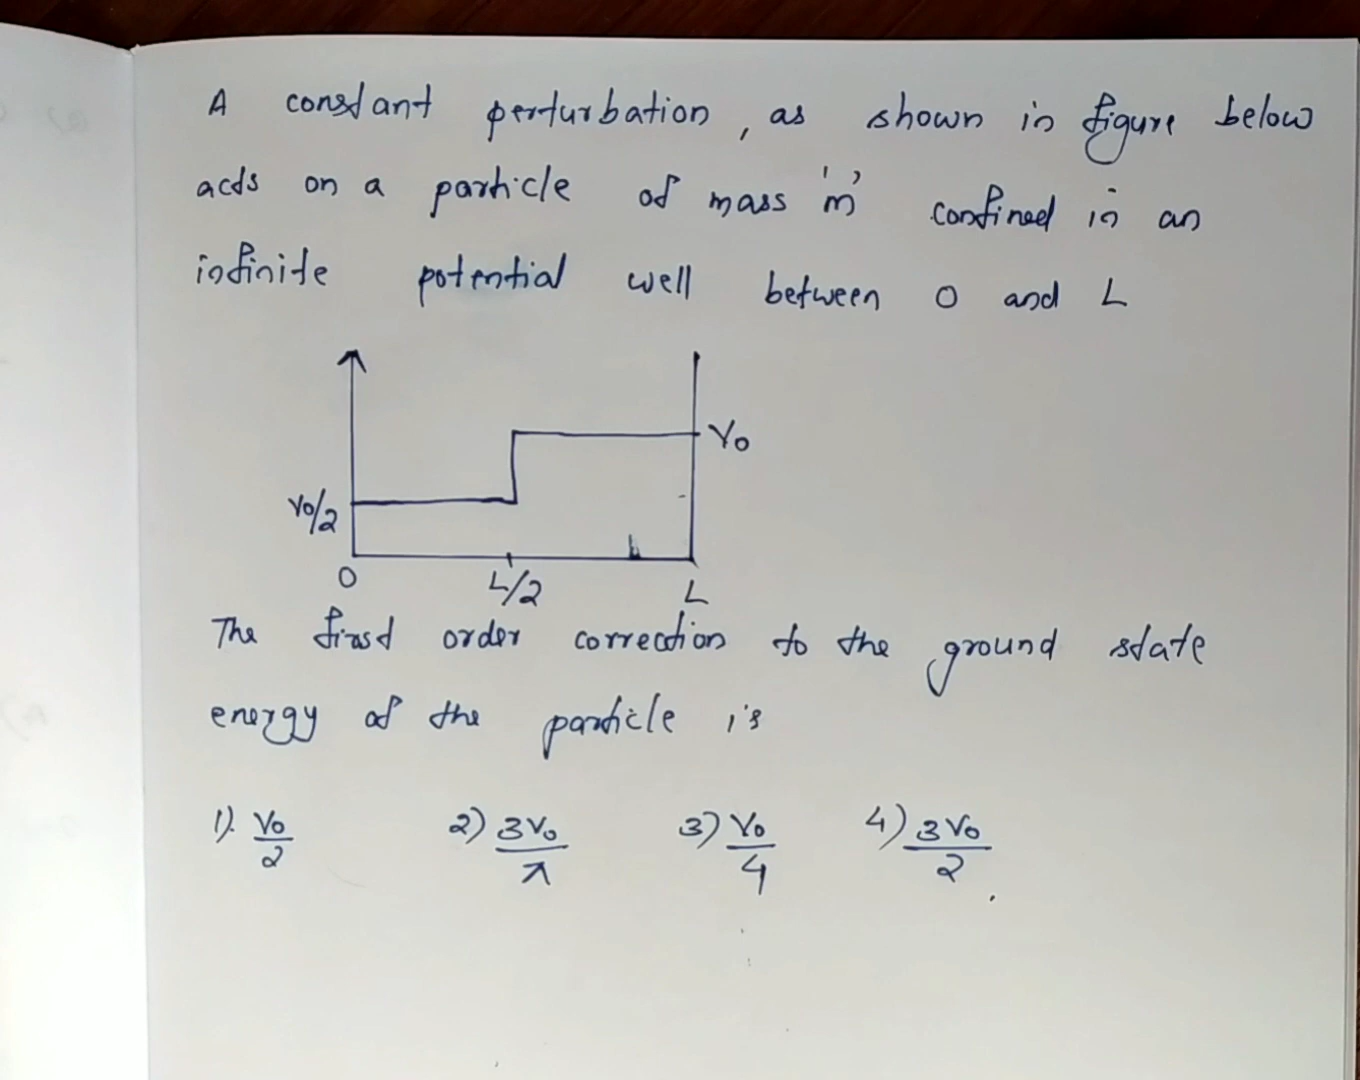 A constant perturbation, as shown in figure below
acts on a particle of mass 'm' confined in an
infinite potential well between 0 and L
V0
V0/2
0 L/2 L
The first order correction to the ground state
energy of the particle is
1). V0/2 2) 3V0/π 3) V0/4 4) 3V0/2.